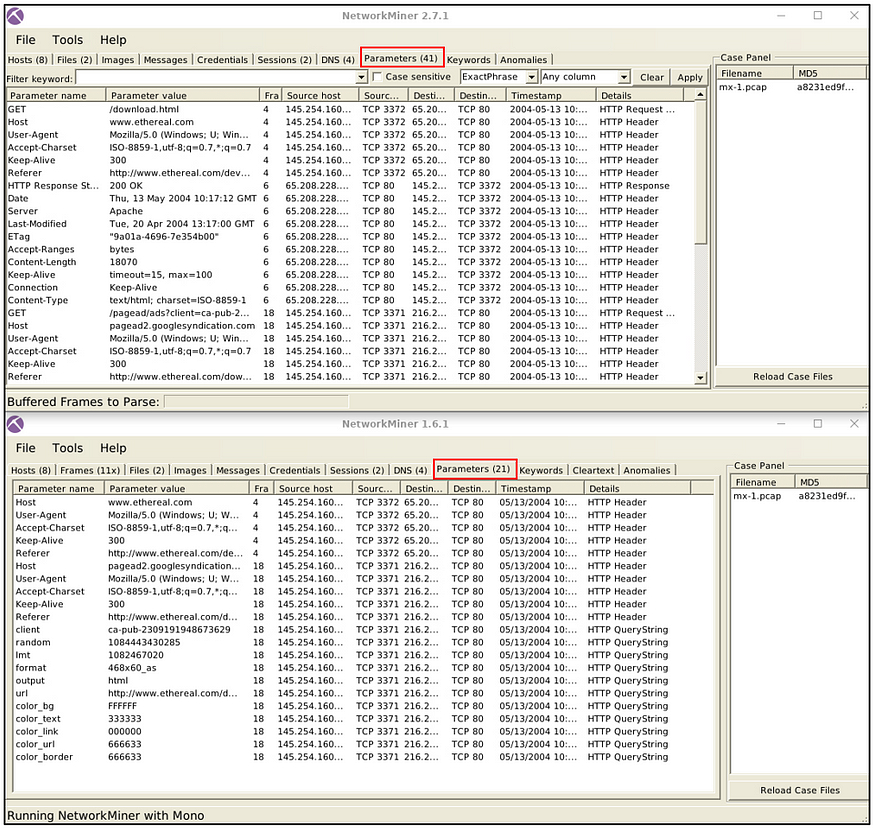 NetworkMiner 2.7.1
File Tools Help
Hosts (8) Files (2) Images Messages Credentials Sessions (2) DNS (4) Parameters (41) Keywords Anomalies
Filter keyword: Case sensitive ExactPhrase Any column Clear Apply
Parameter name Parameter value Fra Source host Sourc... Desti... Destin... Timestamp Details
GET /download.html 4 145.254.160... TCP 3372 65.20... TCP 80 2004-05-13 10:... HTTP Request ...
Host www.ethereal.com 4 145.254.160... TCP 3372 65.20... TCP 80 2004-05-13 10:... HTTP Header
User-Agent Mozilla/5.0 (Windows; U; Win... 4 145.254.160... TCP 3372 65.20... TCP 80 2004-05-13 10:... HTTP Header
Accept-Charset ISO-8859-1,utf-8;q=0.7,*;q=0.7 4 145.254.160... TCP 3372 65.20... TCP 80 2004-05-13 10:... HTTP Header
Keep-Alive 300 4 145.254.160... TCP 3372 65.20... TCP 80 2004-05-13 10:... HTTP Header
Referer http://www.ethereal.com/dev... 4 145.254.160... TCP 3372 65.20... TCP 80 2004-05-13 10:... HTTP Header
HTTP Response St... 200 OK 6 65.208.228.... TCP 80 145.2... TCP 3372 2004-05-13 10:... HTTP Response
Date Thu, 13 May 2004 10:17:12 GMT 6 65.208.228.... TCP 80 145.2... TCP 3372 2004-05-13 10:... HTTP Header
Server Apache 6 65.208.228.... TCP 80 145.2... TCP 3372 2004-05-13 10:... HTTP Header
Last-Modified Tue, 20 Apr 2004 13:17:00 GMT 6 65.208.228.... TCP 80 145.2... TCP 3372 2004-05-13 10:... HTTP Header
ETag "9a01a-4696-7e354b00" 6 65.208.228.... TCP 80 145.2... TCP 3372 2004-05-13 10:... HTTP Header
Accept-Ranges bytes 6 65.208.228.... TCP 80 145.2... TCP 3372 2004-05-13 10:... HTTP Header
Content-Length 18070 6 65.208.228.... TCP 80 145.2... TCP 3372 2004-05-13 10:... HTTP Header
Keep-Alive timeout=15, max=100 6 65.208.228.... TCP 80 145.2... TCP 3372 2004-05-13 10:... HTTP Header
Connection Keep-Alive 6 65.208.228.... TCP 80 145.2... TCP 3372 2004-05-13 10:... HTTP Header
Content-Type text/html; charset=ISO-8859-1 6 65.208.228.... TCP 80 145.2... TCP 3372 2004-05-13 10:... HTTP Header
GET /pagead/ads?client=ca-pub-2... 18 145.254.160... TCP 3371 216.2... TCP 80 2004-05-13 10:... HTTP Request ...
Host pagead2.googlesyndication.com 18 145.254.160... TCP 3371 216.2... TCP 80 2004-05-13 10:... HTTP Header
User-Agent Mozilla/5.0 (Windows; U; Win... 18 145.254.160... TCP 3371 216.2... TCP 80 2004-05-13 10:... HTTP Header
Accept-Charset ISO-8859-1,utf-8;q=0.7,*;q=0.7 18 145.254.160... TCP 3371 216.2... TCP 80 2004-05-13 10:... HTTP Header
Keep-Alive 300 18 145.254.160... TCP 3371 216.2... TCP 80 2004-05-13 10:... HTTP Header
Referer http://www.ethereal.com/dow... 18 145.254.160... TCP 3371 216.2... TCP 80 2004-05-13 10:... HTTP Header
Case Panel
Filename MD5
mx-1.pcap a8231ed9f...
Reload Case Files
Buffered Frames to Parse:
NetworkMiner 1.6.1
File Tools Help
Hosts (8) Frames (11x) Files (2) Images Messages Credentials Sessions (2) DNS (4) Parameters (21) Keywords Cleartext Anomalies
Parameter name Parameter value Fra Source host Sourc... Destin... Destin... Timestamp Details
Host www.ethereal.com 4 145.254.160... TCP 3372 65.20... TCP 80 05/13/2004 10:... HTTP Header
User-Agent Mozilla/5.0 (Windows; U; W... 4 145.254.160... TCP 3372 65.20... TCP 80 05/13/2004 10:... HTTP Header
Accept-Charset ISO-8859-1,utf-8;q=0.7,*;q... 4 145.254.160... TCP 3372 65.20... TCP 80 05/13/2004 10:... HTTP Header
Keep-Alive 300 4 145.254.160... TCP 3372 65.20... TCP 80 05/13/2004 10:... HTTP Header
Referer http://www.ethereal.com/de... 4 145.254.160... TCP 3372 65.20... TCP 80 05/13/2004 10:... HTTP Header
Host pagead2.googlesyndication... 18 145.254.160... TCP 3371 216.2... TCP 80 05/13/2004 10:... HTTP Header
User-Agent Mozilla/5.0 (Windows; U; W... 18 145.254.160... TCP 3371 216.2... TCP 80 05/13/2004 10:... HTTP Header
Accept-Charset ISO-8859-1,utf-8;q=0.7,*;q... 18 145.254.160... TCP 3371 216.2... TCP 80 05/13/2004 10:... HTTP Header
Keep-Alive 300 18 145.254.160... TCP 3371 216.2... TCP 80 05/13/2004 10:... HTTP Header
Referer http://www.ethereal.com/d... 18 145.254.160... TCP 3371 216.2... TCP 80 05/13/2004 10:... HTTP Header
client ca-pub-2309191948673629 18 145.254.160... TCP 3371 216.2... TCP 80 05/13/2004 10:... HTTP QueryString
random 1084443430285 18 145.254.160... TCP 3371 216.2... TCP 80 05/13/2004 10:... HTTP QueryString
lmt 1082467020 18 145.254.160... TCP 3371 216.2... TCP 80 05/13/2004 10:... HTTP QueryString
format 468x60_as 18 145.254.160... TCP 3371 216.2... TCP 80 05/13/2004 10:... HTTP QueryString
output html 18 145.254.160... TCP 3371 216.2... TCP 80 05/13/2004 10:... HTTP QueryString
url http://www.ethereal.com/d... 18 145.254.160... TCP 3371 216.2... TCP 80 05/13/2004 10:... HTTP QueryString
color_bg FFFFFF 18 145.254.160... TCP 3371 216.2... TCP 80 05/13/2004 10:... HTTP QueryString
color_text 333333 18 145.254.160... TCP 3371 216.2... TCP 80 05/13/2004 10:... HTTP QueryString
color_link 000000 18 145.254.160... TCP 3371 216.2... TCP 80 05/13/2004 10:... HTTP QueryString
color_url 666633 18 145.254.160... TCP 3371 216.2... TCP 80 05/13/2004 10:... HTTP QueryString
color_border 666633 18 145.254.160... TCP 3371 216.2... TCP 80 05/13/2004 10:... HTTP QueryString
Case Panel
Filename MD5
mx-1.pcap a8231ed9f...
Reload Case Files
Running NetworkMiner with Mono